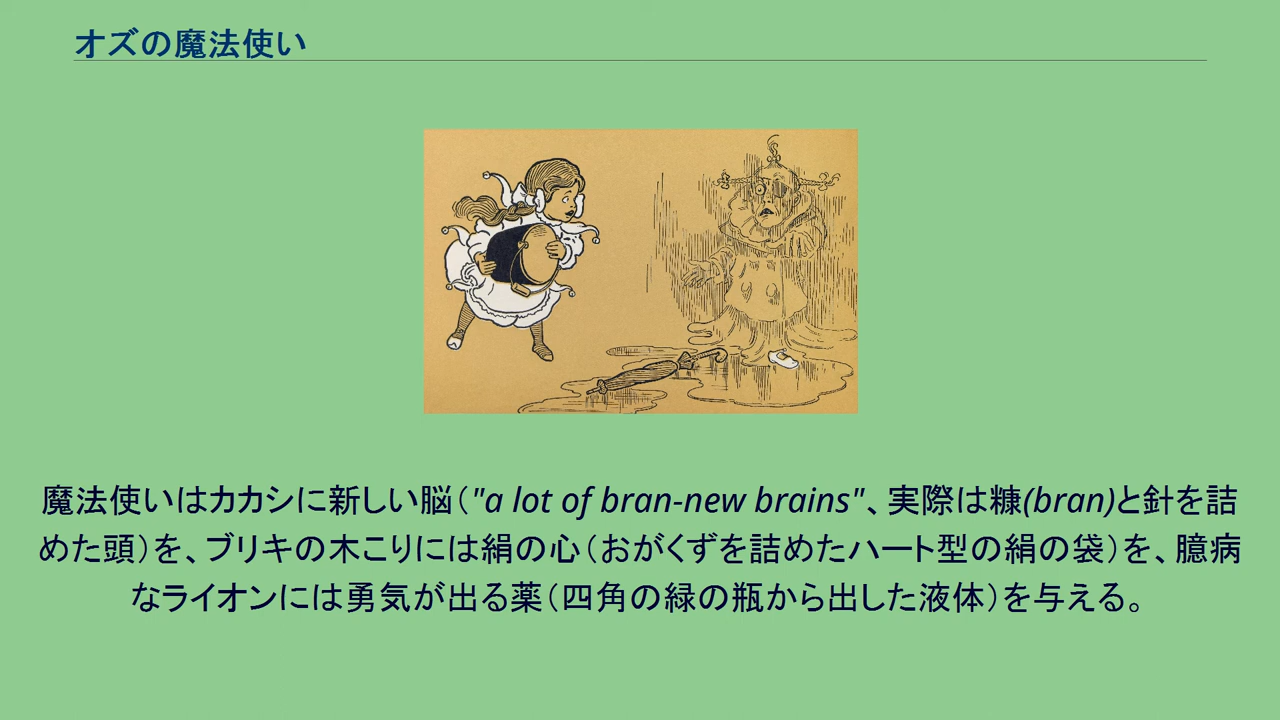 オズの魔法使い
魔法使いはカカシに新しい脳（"a lot of bran-new brains"、実際は糠(bran)と針を詰
めた頭）を、ブリキの木こりには絹の心（おがくずを詰めたハート型の絹の袋）を、臆病
なライオンには勇気が出る薬（四角の緑の瓶から出した液体）を与える。